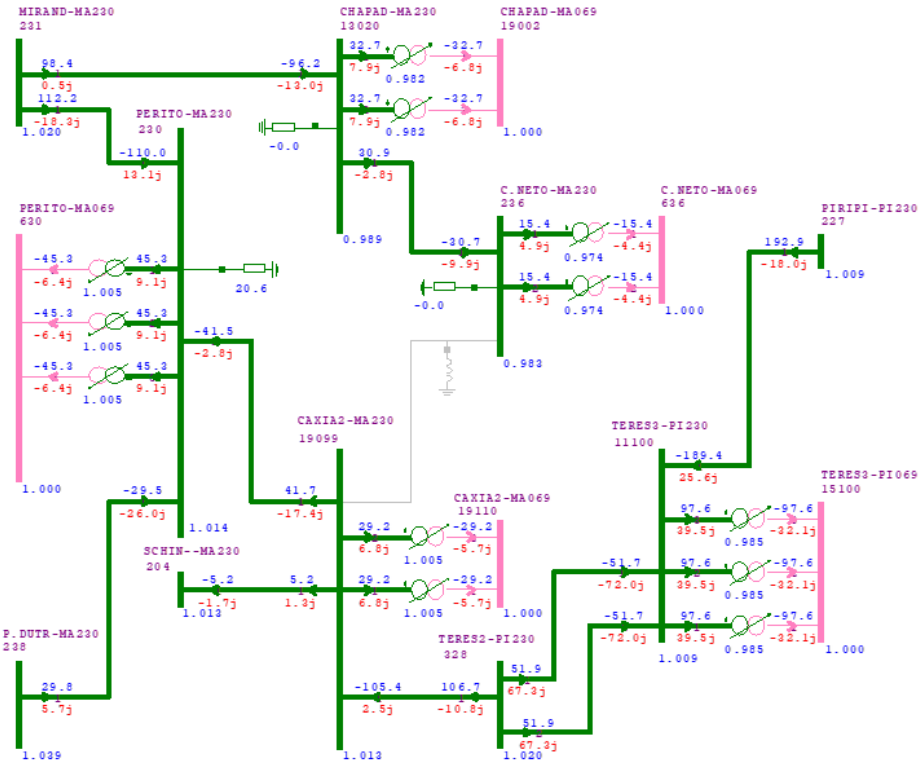 MIRAND-MA230
231
98.4
0.5j
112.2
-18.3j
1.020
CHAPAD-MA230
13020
-96.2
-13.0j
32.7
7.9j
0.982
32.7
7.9j
0.982
-0.0
30.9
-2.8j
0.989
CHAPAD-MA069
19002
-32.7
-6.8j
-32.7
-6.8j
1.000
PERITO-MA230
230
-110.0
13.1j
PERITO-MA069
630
-45.3
-6.4j
45.3
9.1j
1.005
-45.3
-6.4j
45.3
9.1j
1.005
-45.3
-6.4j
45.3
9.1j
1.005
1.000
20.6
-41.5
-2.8j
-29.5
-26.0j
1.014
C.NETO-MA230
236
-30.7
-9.9j
15.4
4.9j
0.974
15.4
4.9j
0.974
-0.0
0.983
C.NETO-MA069
636
-15.4
-4.4j
-15.4
-4.4j
1.000
PIRIPI-PI230
227
192.9
-18.0j
1.009
CAXIA2-MA230
19099
41.7
-17.4j
29.2
6.8j
1.005
29.2
6.8j
1.005
5.2
1.3j
-105.4
2.5j
1.013
CAXIA2-MA069
19110
-29.2
-5.7j
-29.2
-5.7j
1.000
SCHIN--MA230
204
-5.2
-1.7j
1.013
P.DUTR-MA230
238
29.8
5.7j
1.039
TERES2-PI230
328
106.7
-10.8j
51.9
67.3j
51.9
67.3j
1.020
TERES3-PI230
11100
-189.4
25.6j
-51.7
-72.0j
-51.7
-72.0j
97.6
39.5j
0.985
97.6
39.5j
0.985
97.6
39.5j
0.985
1.009
TERES3-PI069
15100
-97.6
-32.1j
-97.6
-32.1j
-97.6
-32.1j
1.000